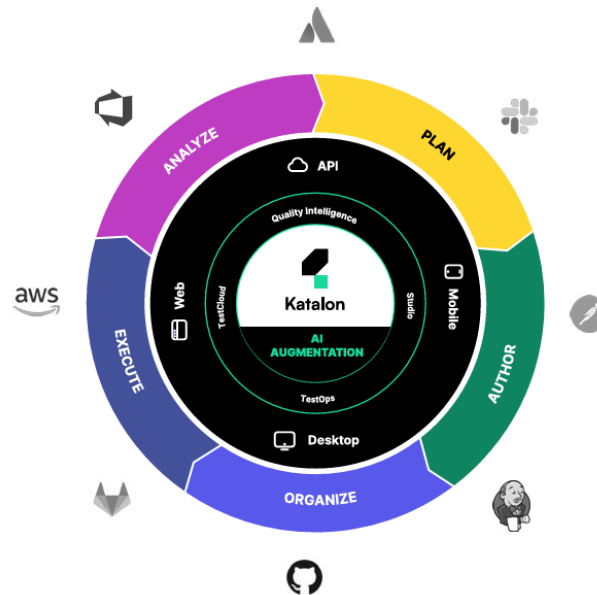 ANALYZE
PLAN
API
Quality Intelligence
aws
Web
TestCloud
Katalon
Studio
Mobile
AI
AUGMENTATION
EXECUTE
AUTHOR
TestOps
Desktop
ORGANIZE